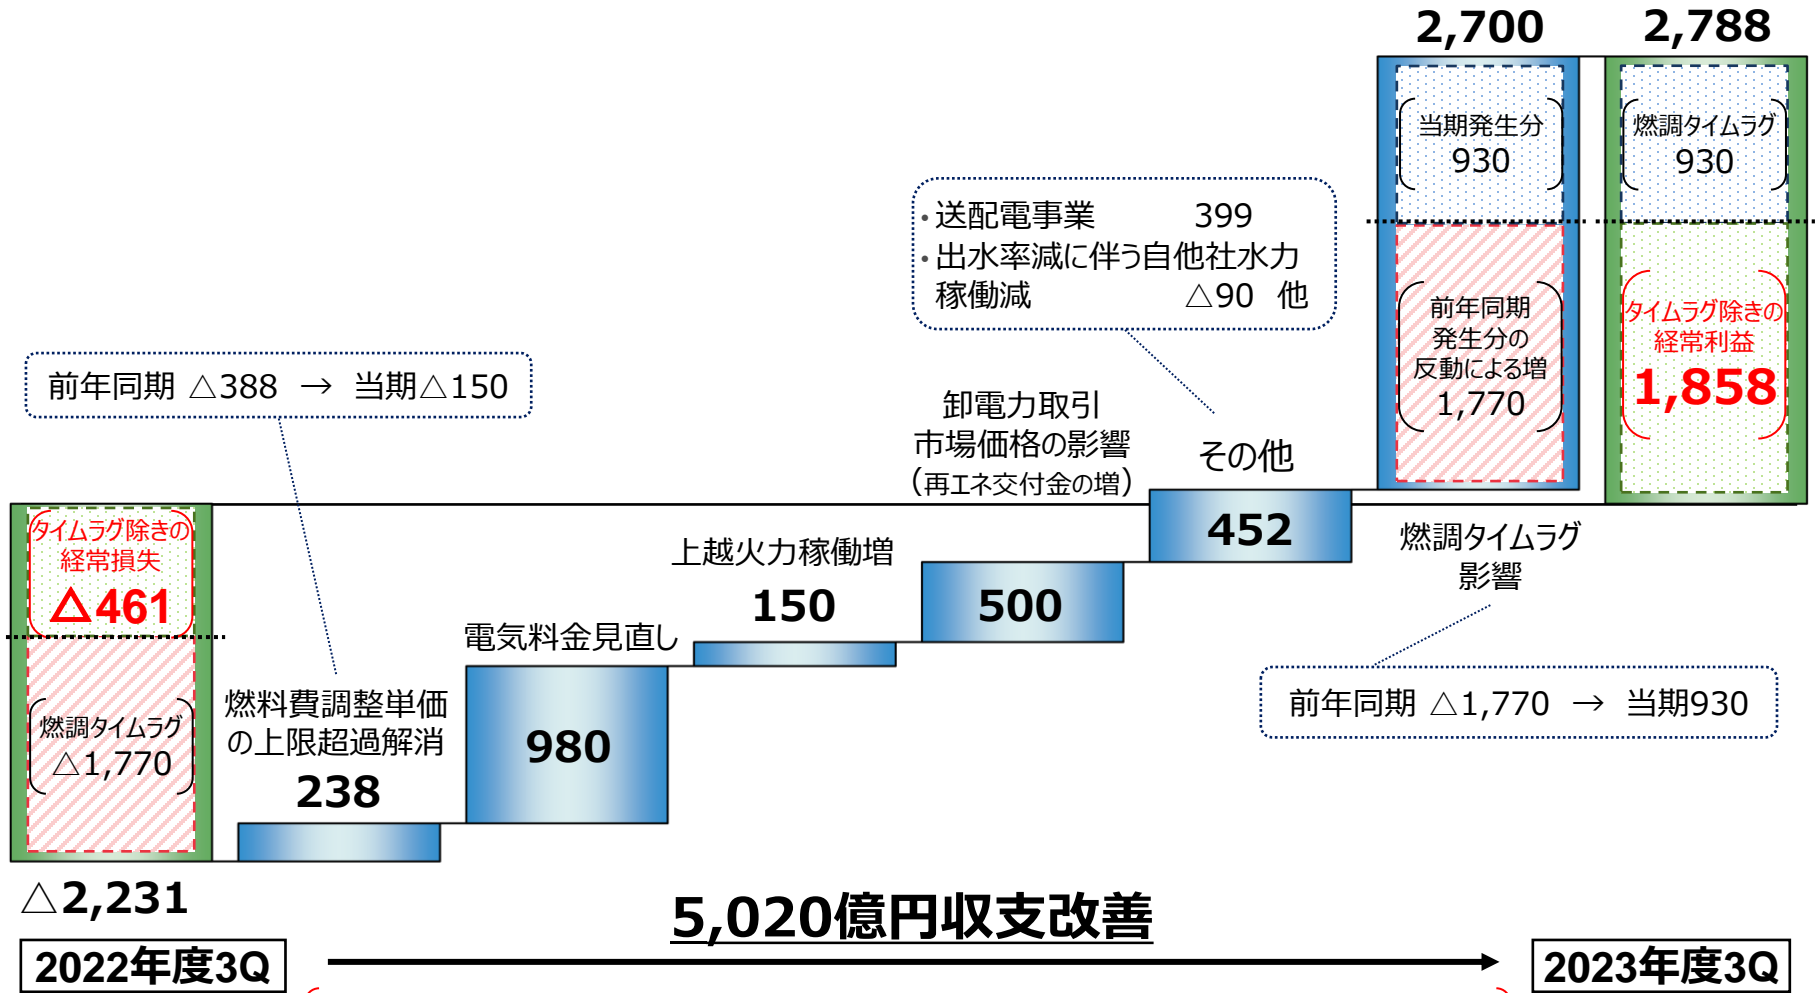 2,700
2,788
当期発生分
930
燃調タイムラグ
930
・送配電事業 399
・出水率減に伴う自他社水力
稼働減 △90 他
前年同期
発生分の
反動による増
1,770
タイムラグ除きの
経常利益
1,858
前年同期 △388 → 当期△150
卸電力取引
市場価格の影響
(再エネ交付金の増)
その他
452
燃調タイムラグ
影響
タイムラグ除きの
経常損失
△461
上越火力稼働増
150
500
電気料金見直し
980
燃料費調整単価
の上限超過解消
238
燃調タイムラグ
△1,770
前年同期 △1,770 → 当期930
△2,231
5,020億円収支改善
2022年度3Q
2023年度3Q